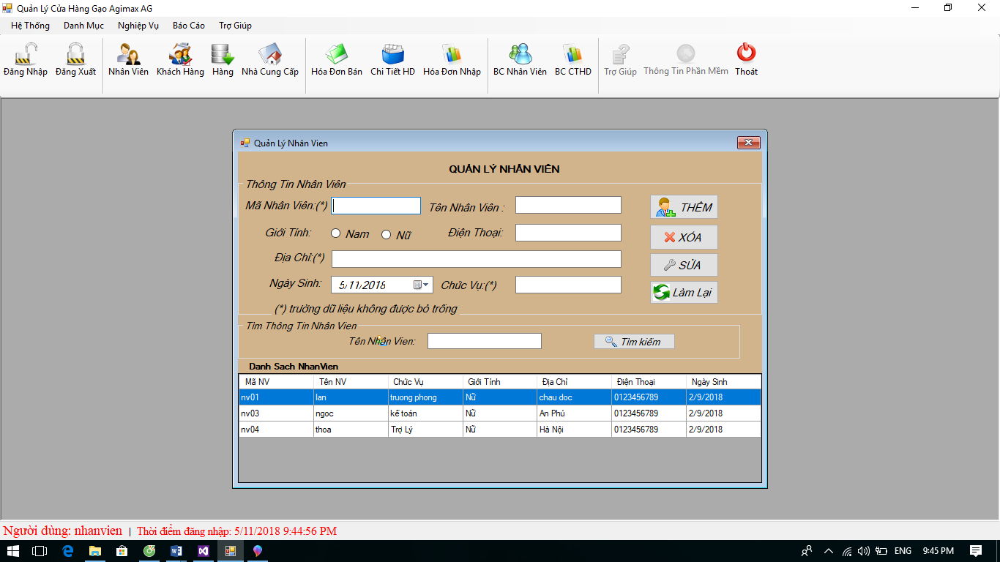 Quản Lý Cửa Hàng Gạo Agimax AG
Hệ Thống Danh Mục Nghiệp Vụ Báo Cáo Trợ Giúp
Đăng Nhập Đăng Xuất Nhân Viên Khách Hàng Hàng Nhà Cung Cấp Hóa Đơn Bán Chi Tiết HD Hóa Đơn Nhập BC Nhân Viên BC CTHD Trợ Giúp Thông Tin Phần Mềm Thoát
Quản Lý Nhân Vien
QUẢN LÝ NHÂN VIÊN
Thông Tin Nhân Viên
Mã Nhân Viên:(*) Tên Nhân Viên : THÊM
Giới Tính: Nam Nữ Điện Thoại: XÓA
Địa Chỉ:(*) SỬA
Ngày Sinh: 5/11/2018 Chức Vụ:(*) Làm Lại
(*) trường dữ liệu không được bỏ trống
Tìm Thông Tin Nhân Vien
Tên Nhân Vien: Tìm kiếm
Danh Sach NhanVien
Mã NV Tên NV Chức Vụ Giới Tính Địa Chỉ Điện Thoại Ngày Sinh
nv01 lan truong phong Nữ chau doc 0123456789 2/9/2018
nv03 ngoc kế toán Nữ An Phú 0123456789 2/9/2018
nv04 thoa Trợ Lý Nữ Hà Nội 0123456789 2/9/2018
Người dùng: nhanvien | Thời điểm đăng nhập: 5/11/2018 9:44:56 PM
ENG 9:45 PM